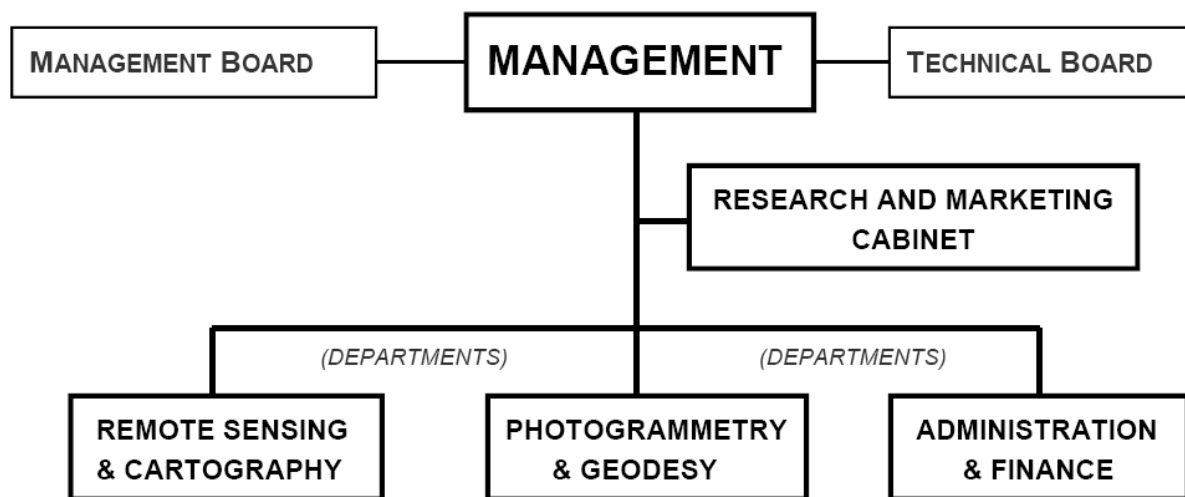 MANAGEMENT BOARD
MANAGEMENT
TECHNICAL BOARD
RESEARCH AND MARKETING
CABINET
(DEPARTMENTS)
(DEPARTMENTS)
REMOTE SENSING
& CARTOGRAPHY
PHOTOGRAMMETRY
& GEODESY
ADMINISTRATION
& FINANCE